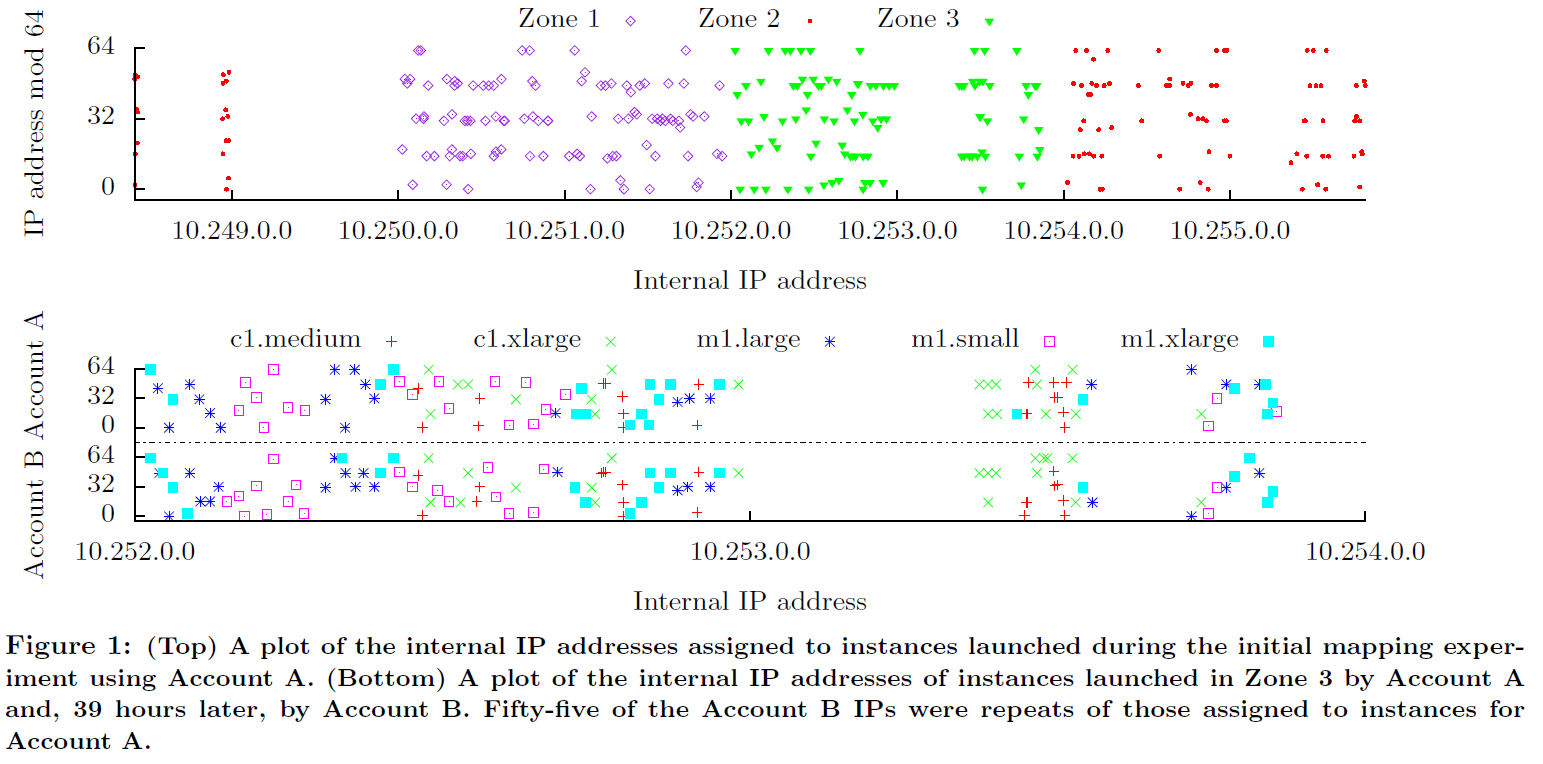 Zone 1 Zone 2 Zone 3
IP address mod 64
64
32
0
10.249.0.0 10.250.0.0 10.251.0.0 10.252.0.0 10.253.0.0 10.254.0.0 10.255.0.0
Internal IP address
c1.medium c1.xlarge m1.large m1.small m1.xlarge
Account B Account A
64
32
0
64
32
0
10.252.0.0 10.253.0.0 10.254.0.0
Internal IP address
Figure 1: (Top) A plot of the internal IP addresses assigned to instances launched during the initial mapping exper-
iment using Account A. (Bottom) A plot of the internal IP addresses of instances launched in Zone 3 by Account A
and, 39 hours later, by Account B. Fifty-five of the Account B IPs were repeats of those assigned to instances for
Account A.